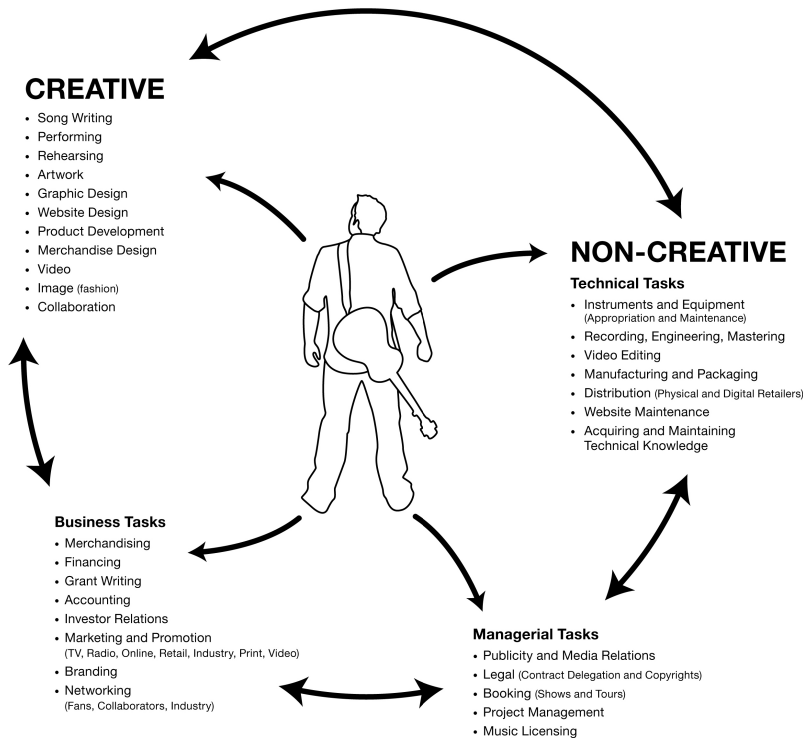 CREATIVE
• Song Writing
• Performing
• Rehearsing
• Artwork
• Graphic Design
• Website Design
• Product Development
• Merchandise Design
• Video
• Image (fashion)
• Collaboration
NON-CREATIVE
Technical Tasks
• Instruments and Equipment
(Appropriation and Maintenance)
• Recording, Engineering, Mastering
• Video Editing
• Manufacturing and Packaging
• Distribution (Physical and Digital Retailers)
• Website Maintenance
• Acquiring and Maintaining
Technical Knowledge
Business Tasks
• Merchandising
• Financing
• Grant Writing
• Accounting
• Investor Relations
• Marketing and Promotion
(TV, Radio, Online, Retail, Industry, Print, Video)
• Branding
• Networking
(Fans, Collaborators, Industry)
Managerial Tasks
• Publicity and Media Relations
• Legal (Contract Delegation and Copyrights)
• Booking (Shows and Tours)
• Project Management
• Music Licensing